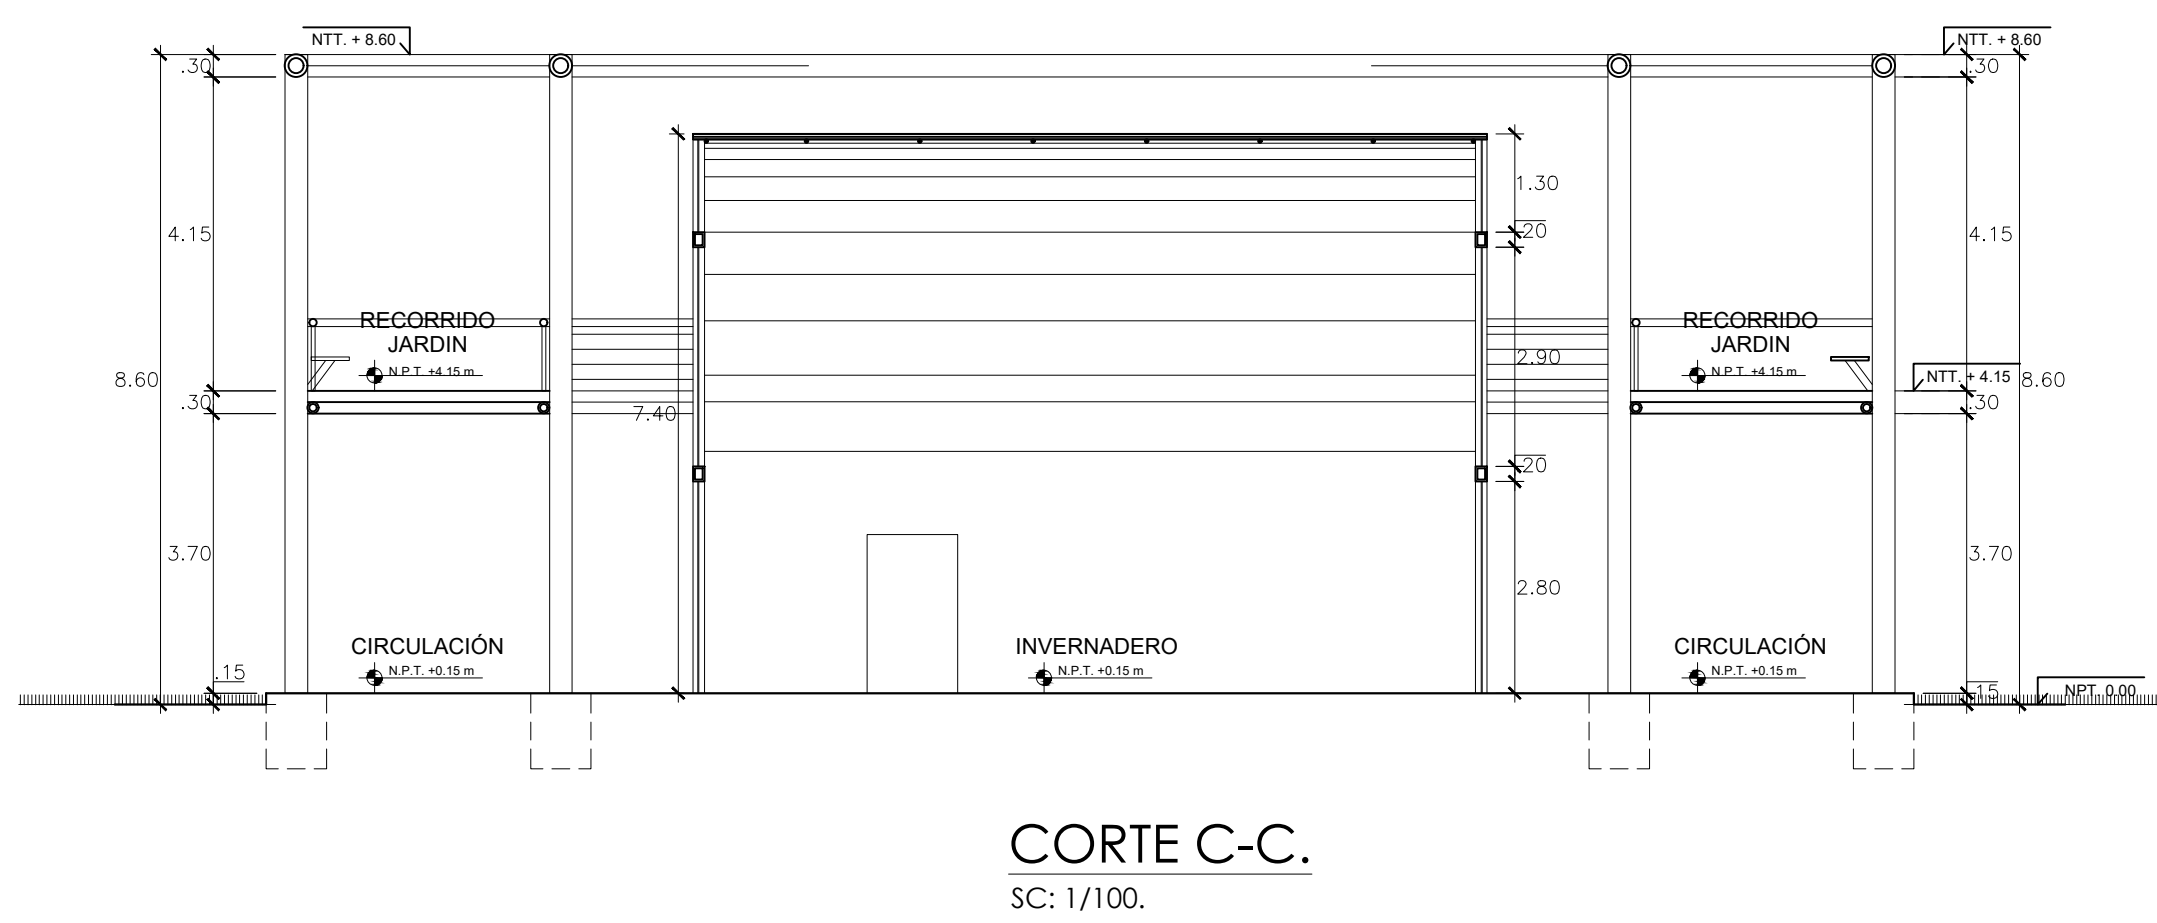 NTT. + 8.60
NTT. + 8.60
.30
.30
1.30
4.15
.20
4.15
RECORRIDO
JARDIN
N.P.T. +4.15 m
RECORRIDO
JARDIN
N.P.T. +4.15 m
2.90
8.60
NTT. + 4.15
8.60
.30
7.40
.30
.20
3.70
3.70
2.80
CIRCULACIÓN
N.P.T. +0.15 m
INVERNADERO
N.P.T. +0.15 m
CIRCULACIÓN
N.P.T. +0.15 m
.15
.15
NPT. 0.00
CORTE C-C.
SC: 1/100.